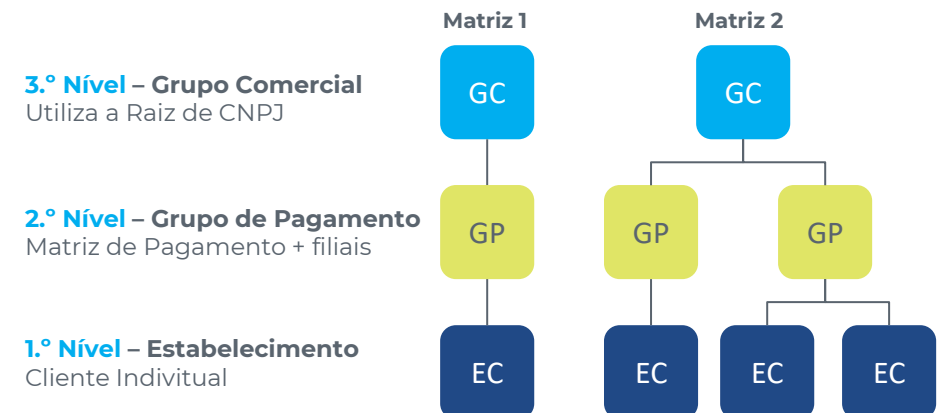 Matriz 1
Matriz 2
3.º Nível – Grupo Comercial
Utiliza a Raiz de CNPJ
GC
GC
2.º Nível – Grupo de Pagamento
Matriz de Pagamento + filiais
GP
GP
GP
1.º Nível – Estabelecimento
Cliente Indivitual
EC
EC
EC
EC